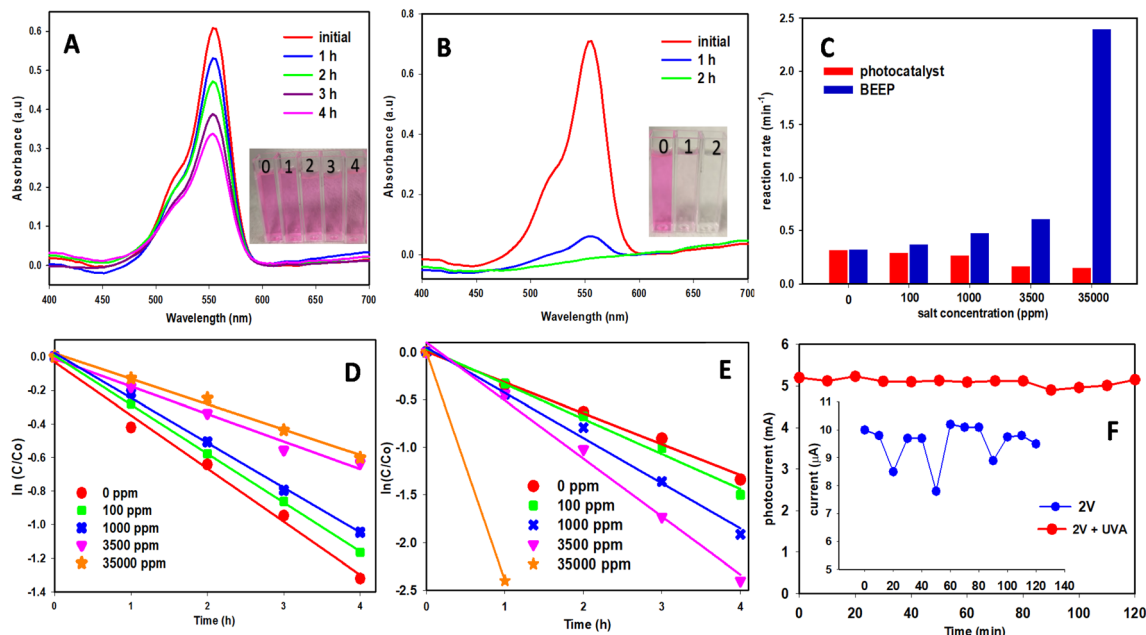 A
initial
1 h
2 h
3 h
4 h
0 1 2 3 4
Absorbance (a.u)
0.6
0.5
0.4
0.3
0.2
0.1
0.0
400 450 500 550 600 650 700
Wavelength (nm)
B
initial
1 h
2 h
0 1 2
Absorbance (a.u)
0.8
0.6
0.4
0.2
0.0
400 450 500 550 600 650 700
Wavelength (nm)
C
photocatalyst
BEEP
reaction rate (min⁻¹)
2.5
2.0
1.5
1.0
0.5
0.0
0 100 1000 3500 35000
salt concentration (ppm)
D
0 ppm
100 ppm
1000 ppm
3500 ppm
35000 ppm
ln (C/Co)
0.0
-0.2
-0.4
-0.6
-0.8
-1.0
-1.2
-1.4
0 1 2 3 4
Time (h)
E
0 ppm
100 ppm
1000 ppm
3500 ppm
35000 ppm
ln(C/Co)
0.0
-0.5
-1.0
-1.5
-2.0
-2.5
0 1 2 3 4
Time (h)
F
photocurrent (mA)
6
5
4
3
2
1
0
0 20 40 60 80 100 120
Time (min)
current (µA)
11
10
9
8
7
6
5
0 20 40 60 80 100 120 140
2V
2V + UVA